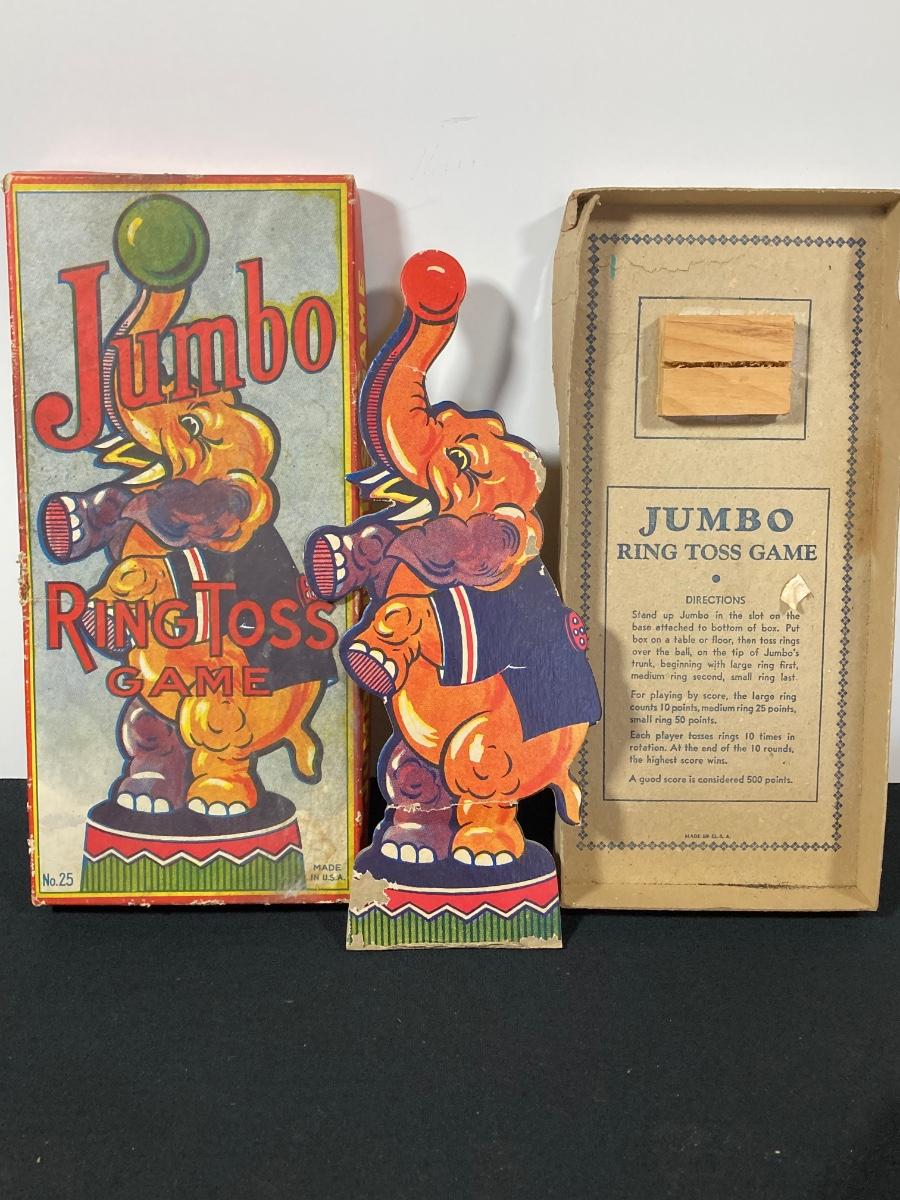 Jumbo
RING TOSS
GAME
No. 25
MADE
IN U.S.A.
GAME
JUMBO
RING TOSS GAME
DIRECTIONS
Stand up Jumbo in the slot on the
base attached to bottom of box. Put
box on a table or floor, then toss rings
over the ball, on the tip of Jumbo's
trunk, beginning with large ring first,
medium ring second, small ring last.
For playing by score, the large ring
counts 10 points, medium ring 25 points,
small ring 50 points.
Each player tosses rings 10 times in
rotation. At the end of the 10 rounds,
the highest score wins.
A good score is considered 500 points.
MADE IN U.S.A.